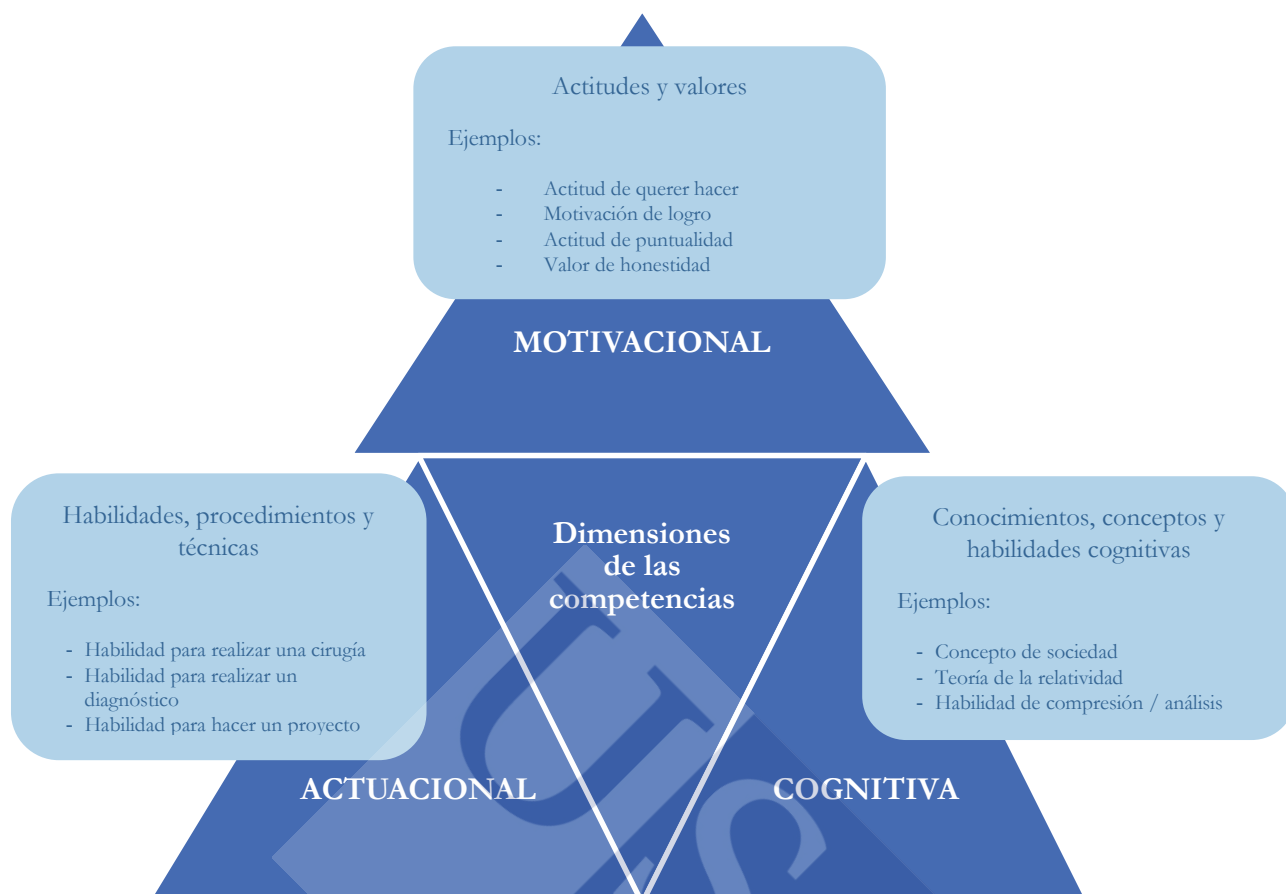 Actitudes y valores
Ejemplos:
- Actitud de querer hacer
- Motivación de logro
- Actitud de puntualidad
- Valor de honestidad
MOTIVACIONAL
Habilidades, procedimientos y
técnicas
Ejemplos:
- Habilidad para realizar una cirugía
- Habilidad para realizar un
diagnóstico
- Habilidad para hacer un proyecto
Dimensiones
de las
competencias
Conocimientos, conceptos y
habilidades cognitivas
Ejemplos:
- Concepto de sociedad
- Teoría de la relatividad
- Habilidad de compresión / análisis
ACTUACIONAL
COGNITIVA